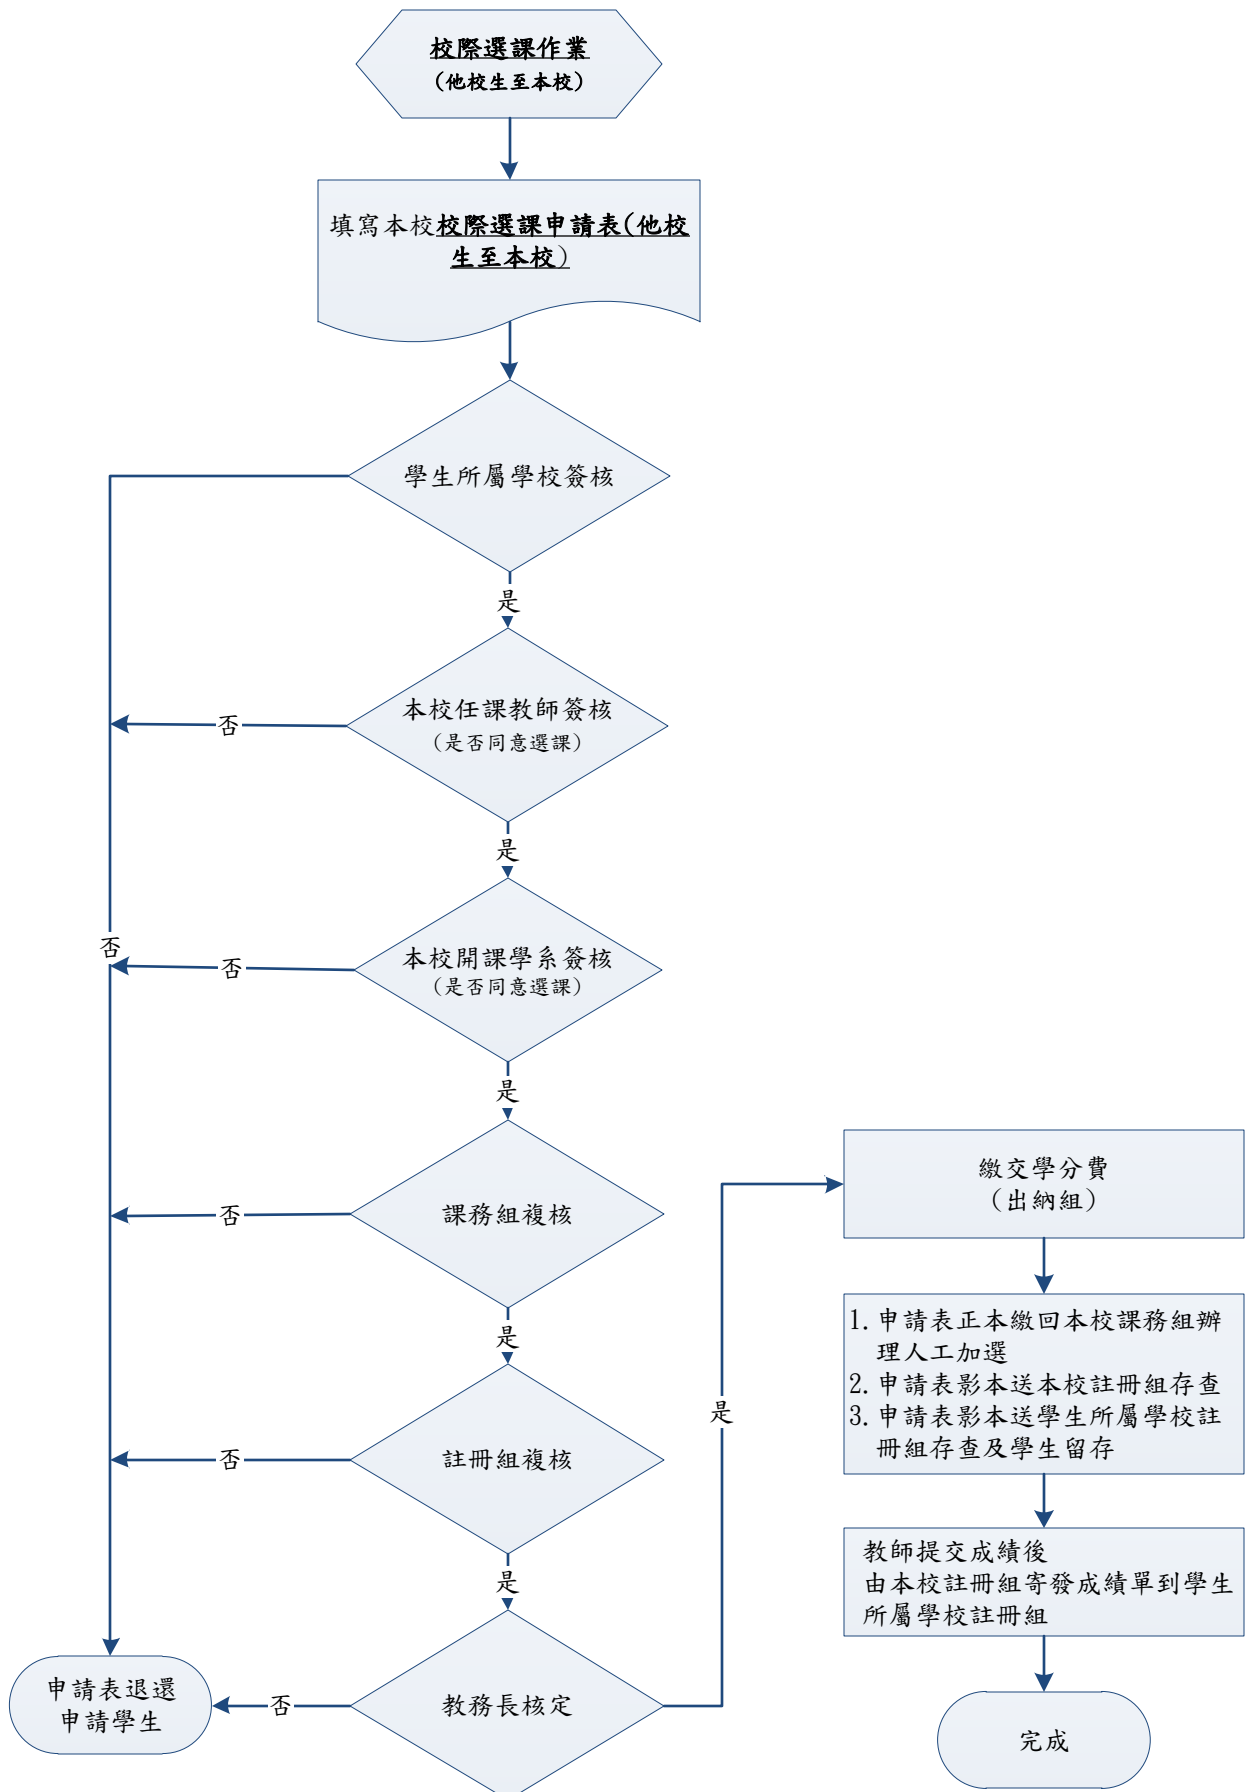 校際選課作業
(他校生至本校)
填寫本校校際選課申請表(他校
生至本校)
學生所屬學校簽核
是
本校任課教師簽核
(是否同意選課)
否
是
本校開課學系簽核
(是否同意選課)
否
否
是
課務組複核
否
是
註冊組複核
否
是
教務長核定
否
申請表退還
申請學生
是
繳交學分費
(出納組)
1. 申請表正本繳回本校課務組辦
理人工加選
2. 申請表影本送本校註冊組存查
3. 申請表影本送學生所屬學校註
冊組存查及學生留存
教師提交成績後
由本校註冊組寄發成績單到學生
所屬學校註冊組
完成